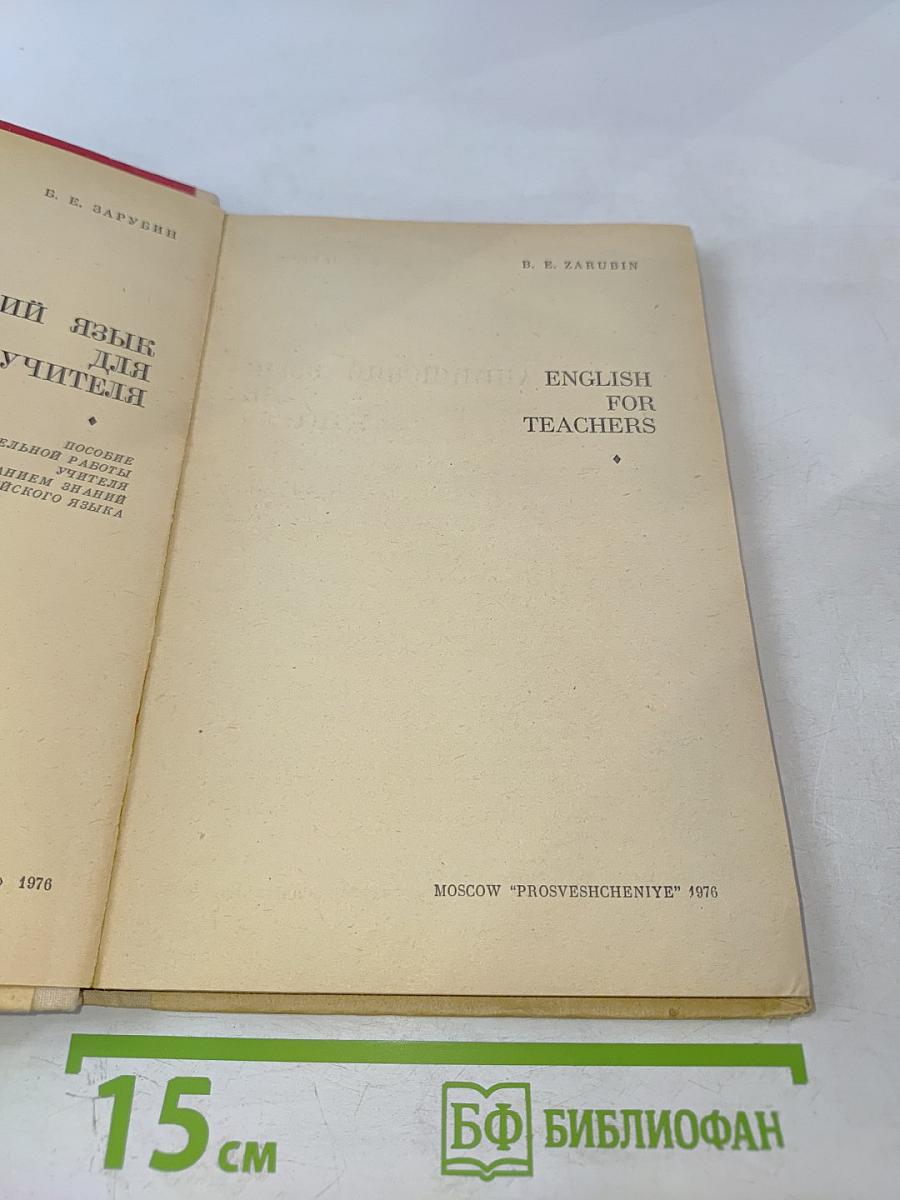 Б. Е. ЗАРУБИН
ИЙ ЯЗЫК
ДЛЯ
УЧИТЕЛЯ
ПОСОБИЕ
ЕЛЬНОЙ РАБОТЫ
УЧИТЕЛЯ
АНИЕМ ЗНАНИЙ
ЙСКОГО ЯЗЫКА
1976
B. E. ZARUBIN
ENGLISH
FOR
TEACHERS
MOSCOW "PROSVESHCHENIYE" 1976
15 см
БФ БИБЛИОФАН